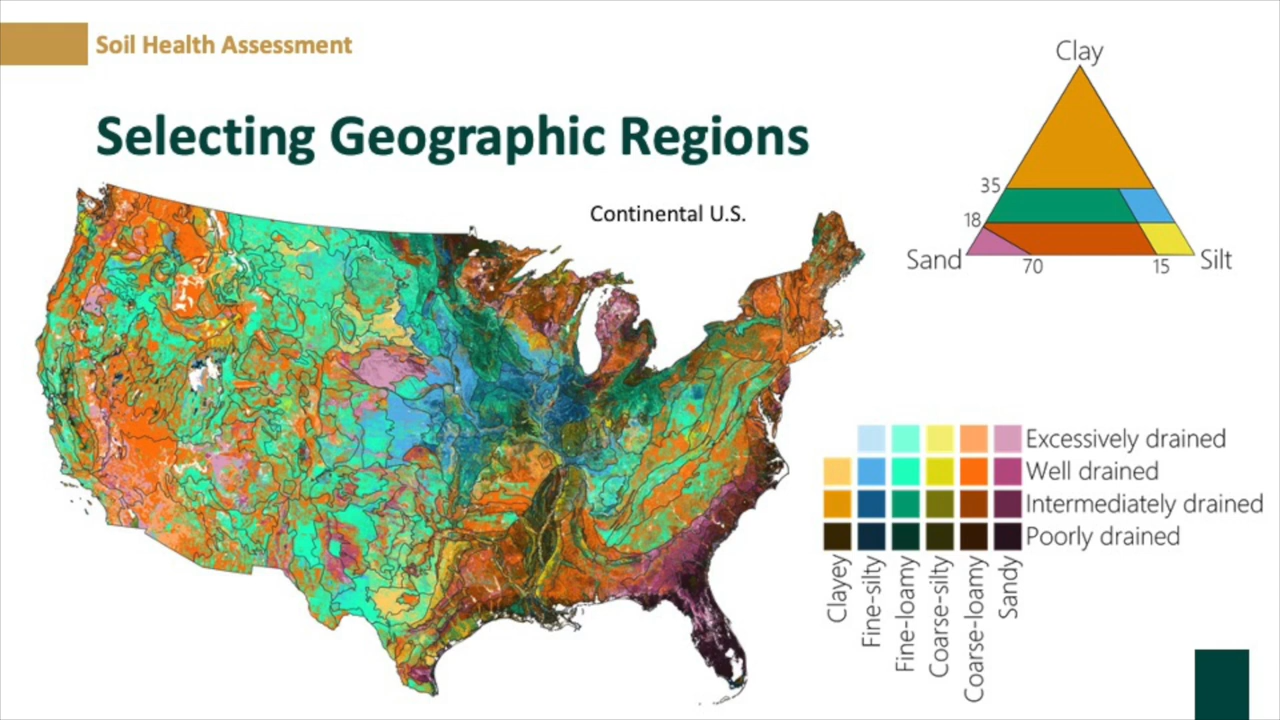 Soil Health Assessment
Selecting Geographic Regions
Continental U.S.
Clay
35
18
Sand
70
15
Silt
Excessively drained
Well drained
Intermediately drained
Poorly drained
Clayey
Fine-silty
Fine-loamy
Coarse-silty
Coarse-loamy
Sandy